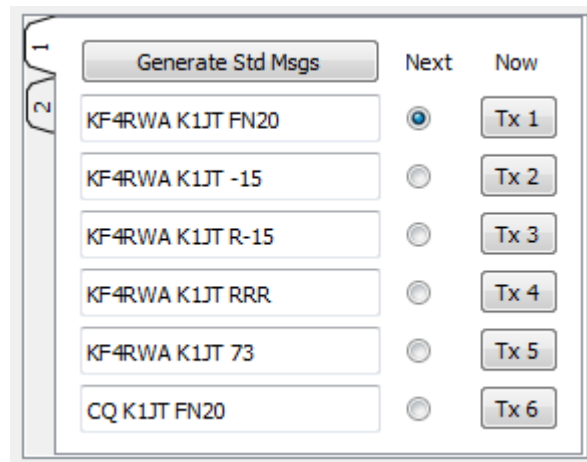 1
Generate Std Msgs Next Now
2
KF4RWA K1JT FN20 Tx 1
KF4RWA K1JT -15 Tx 2
KF4RWA K1JT R-15 Tx 3
KF4RWA K1JT RRR Tx 4
KF4RWA K1JT 73 Tx 5
CQ K1JT FN20 Tx 6